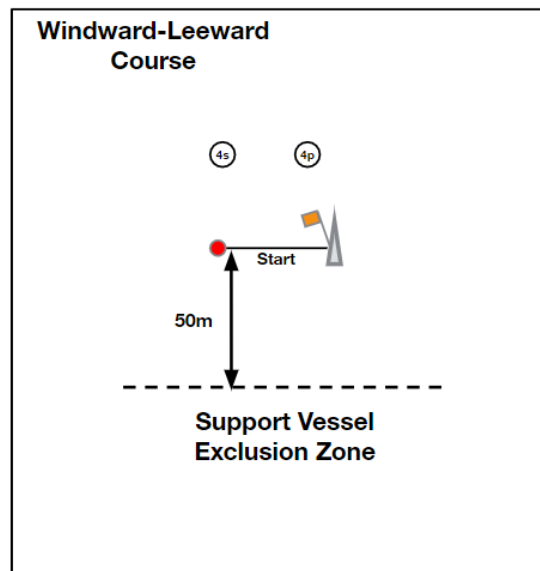 Windward-Leeward
Course
4s
4p
Start
50m
Support Vessel
Exclusion Zone